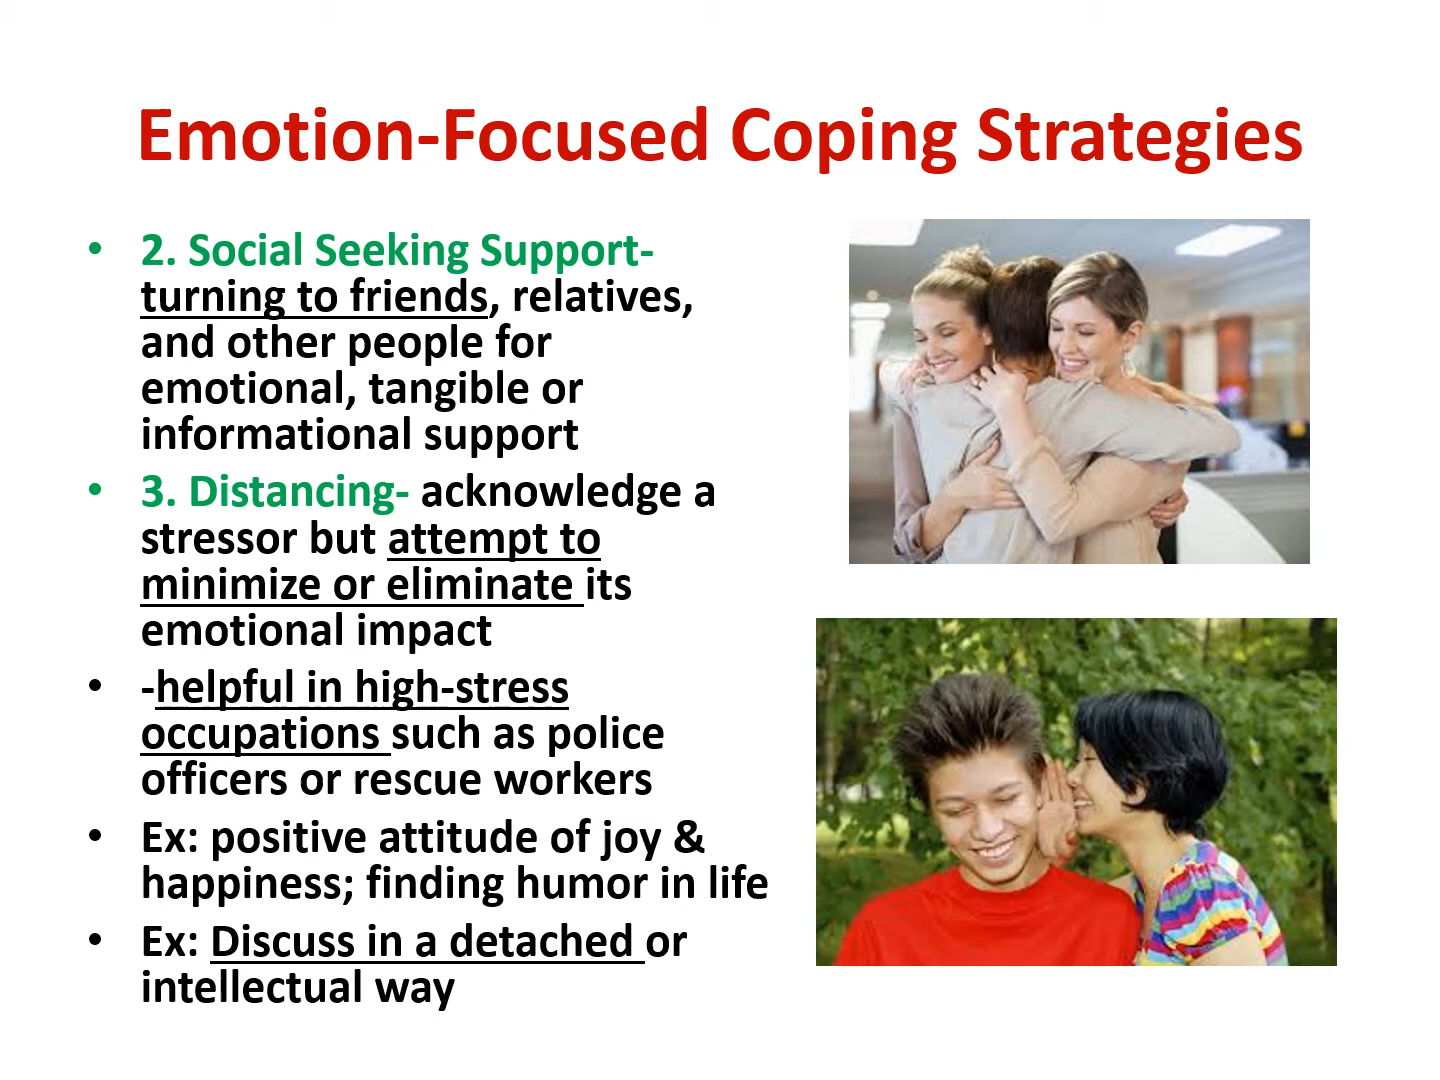 Emotion-Focused Coping Strategies
• 2. Social Seeking Support-
turning to friends, relatives,
and other people for
emotional, tangible or
informational support
• 3. Distancing- acknowledge a
stressor but attempt to
minimize or eliminate its
emotional impact
• -helpful in high-stress
occupations such as police
officers or rescue workers
• Ex: positive attitude of joy &
happiness; finding humor in life
• Ex: Discuss in a detached or
intellectual way